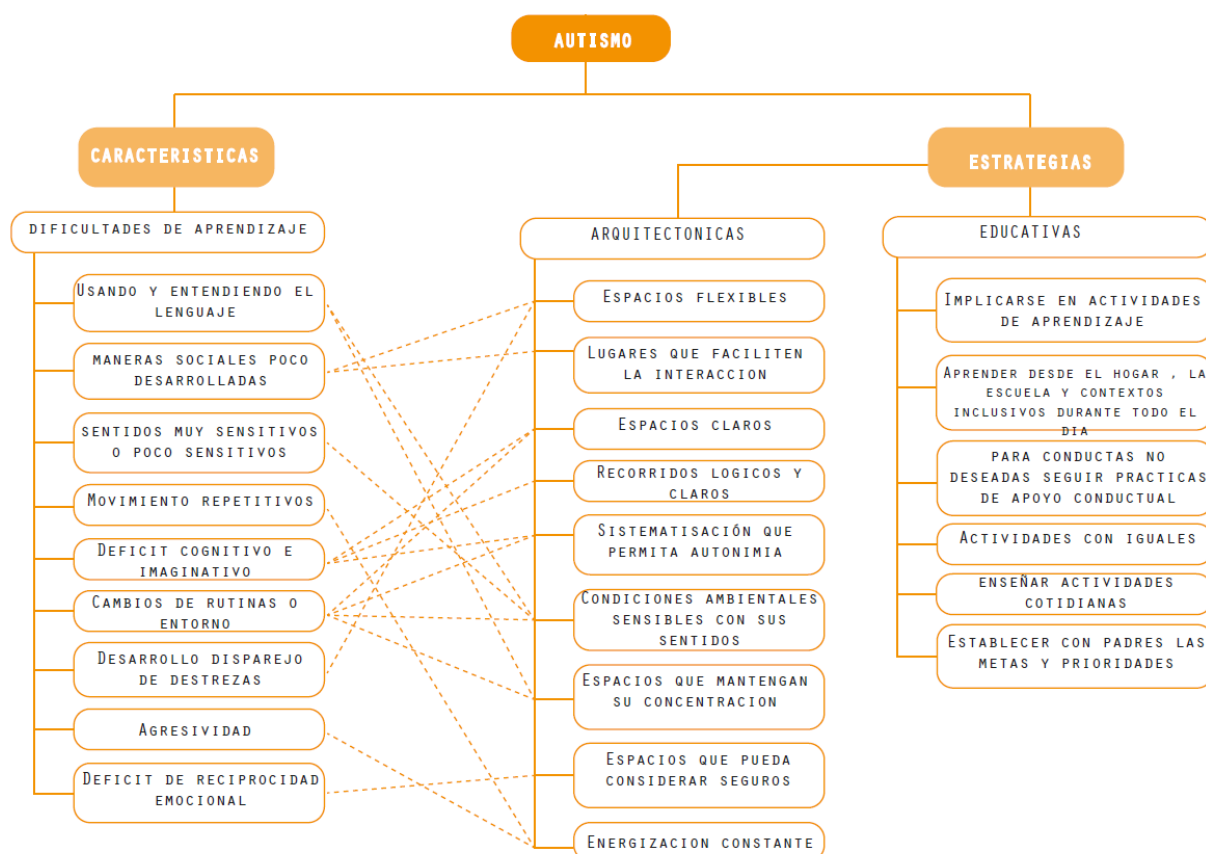 AUTISMO
CARACTERISTICAS
DIFICULTADES DE APRENDIZAJE
USANDO Y ENTENDIENDO EL
LENGUAJE
MANERAS SOCIALES POCO
DESARROLLADAS
SENTIDOS MUY SENSITIVOS
O POCO SENSITIVOS
MOVIMIENTO REPETITIVOS
DEFICIT COGNITIVO E
IMAGINATIVO
CAMBIOS DE RUTINAS O
ENTORNO
DESARROLLO DISPAREJO
DE DESTREZAS
AGRESIVIDAD
DEFICIT DE RECIPROCIDAD
EMOCIONAL
ESTRATEGIAS
ARQUITECTONICAS
ESPACIOS FLEXIBLES
LUGARES QUE FACILITEN
LA INTERACCION
ESPACIOS CLAROS
RECORRIDOS LOGICOS Y
CLAROS
SISTEMATISACIÓN QUE
PERMITA AUTONIMIA
CONDICIONES AMBIENTALES
SENSIBLES CON SUS
SENTIDOS
ESPACIOS QUE MANTENGAN
SU CONCENTRACION
ESPACIOS QUE PUEDA
CONSIDERAR SEGUROS
ENERGIZACION CONSTANTE
EDUCATIVAS
IMPLICARSE EN ACTIVIDADES
DE APRENDIZAJE
APRENDER DESDE EL HOGAR , LA
ESCUELA Y CONTEXTOS
INCLUSIVOS DURANTE TODO EL
DIA
PARA CONDUCTAS NO
DESEADAS SEGUIR PRACTICAS
DE APOYO CONDUCTUAL
ACTIVIDADES CON IGUALES
ENSEÑAR ACTIVIDADES
COTIDIANAS
ESTABLECER CON PADRES LAS
METAS Y PRIORIDADES